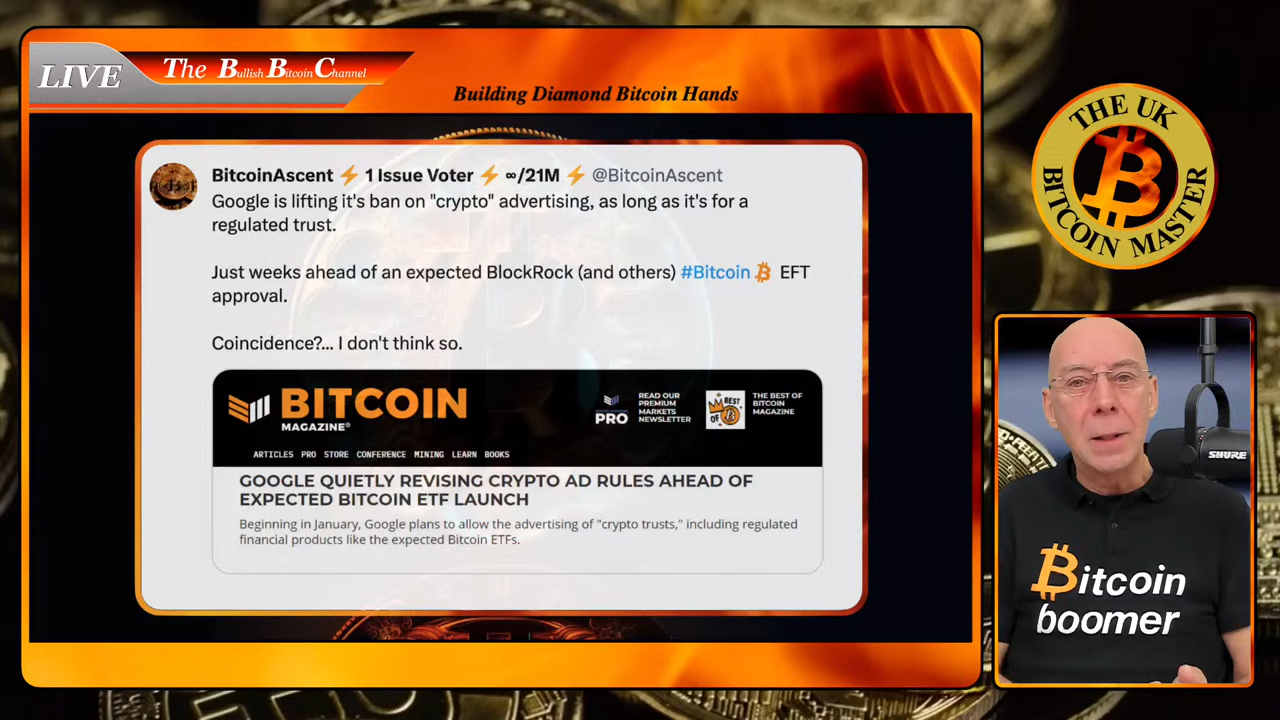 LIVE
The Bullish Bitcoin Channel
Building Diamond Bitcoin Hands
BitcoinAscent ⚡ 1 Issue Voter ⚡ ∞/21M ⚡ @BitcoinAscent
Google is lifting it's ban on "crypto" advertising, as long as it's for a
regulated trust.
Just weeks ahead of an expected BlockRock (and others) #Bitcoin EFT
approval.
Coincidence?... I don't think so.
BITCOIN
MAGAZINE®
PRO
READ OUR
PREMIUM
MARKETS
NEWSLETTER
BEST
OF
THE BEST OF
BITCOIN
MAGAZINE
ARTICLES PRO STORE CONFERENCE MINING LEARN BOOKS
GOOGLE QUIETLY REVISING CRYPTO AD RULES AHEAD OF
EXPECTED BITCOIN ETF LAUNCH
Beginning in January, Google plans to allow the advertising of "crypto trusts," including regulated
financial products like the expected Bitcoin ETFs.
THE UK
BITCOIN MASTER
SHURE
Bitcoin
boomer